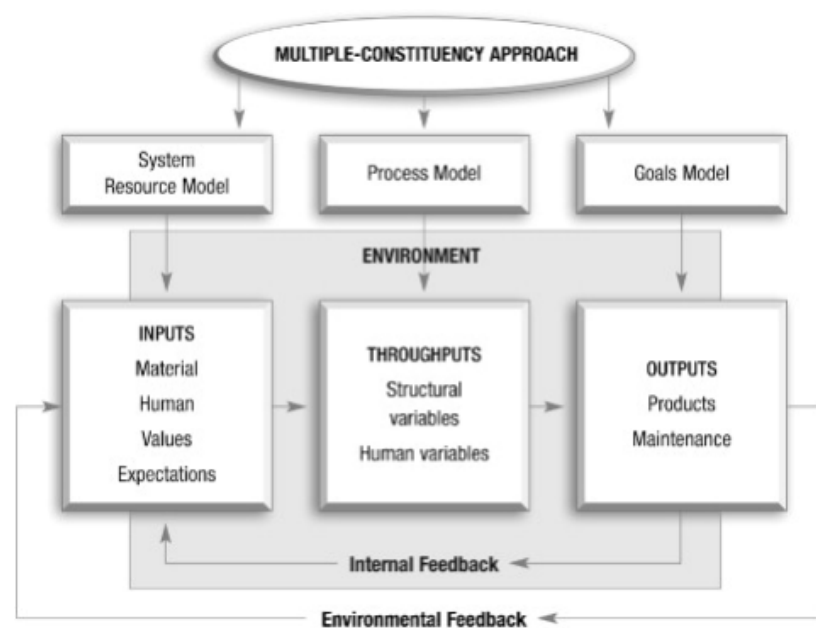 MULTIPLE-CONSTITUENCY APPROACH
System
Resource Model
Process Model
Goals Model
ENVIRONMENT
INPUTS
Material
Human
Values
Expectations
THROUGHPUTS
Structural
variables
Human variables
OUTPUTS
Products
Maintenance
Internal Feedback
Environmental Feedback